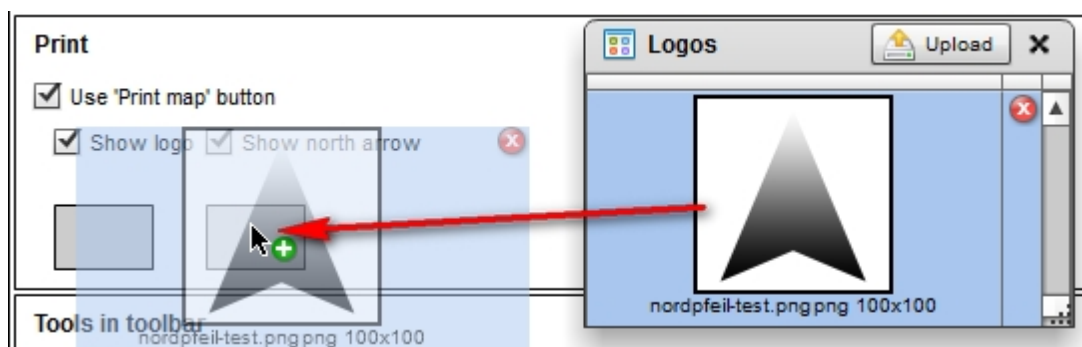 Print
Use 'Print map' button
Show logo Show north arrow
Tools in toolbar
nordpfeil-test.png png 100x100
Logos
Upload
nordpfeil-test.png png 100x100